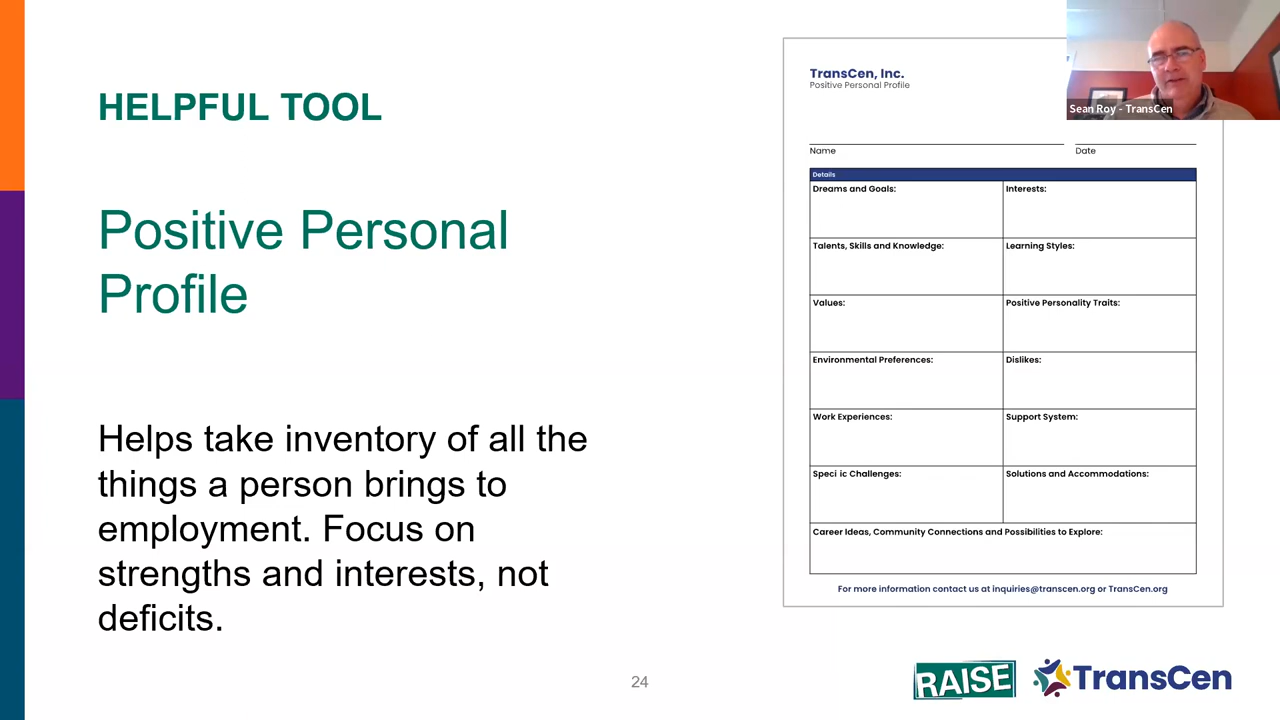 HELPFUL TOOL
Positive Personal
Profile
Helps take inventory of all the
things a person brings to
employment. Focus on
strengths and interests, not
deficits.
TransCen, Inc.
Positive Personal Profile
Name
Date
Details
Dreams and Goals:
Interests:
Talents, Skills and Knowledge:
Learning Styles:
Values:
Positive Personality Traits:
Environmental Preferences:
Dislikes:
Work Experiences:
Support System:
Speci ic Challenges:
Solutions and Accommodations:
Career Ideas, Community Connections and Possibilities to Explore:
For more information contact us at inquiries@transcen.org or TransCen.org
Sean Roy - TransCen
24
RAISE
TransCen